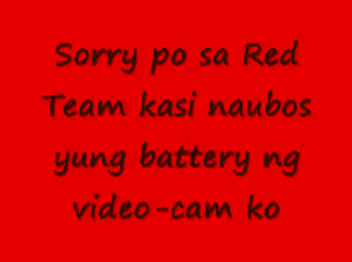 Sorry po sa Red
Team kasi naubos
yung battery ng
video-cam ko